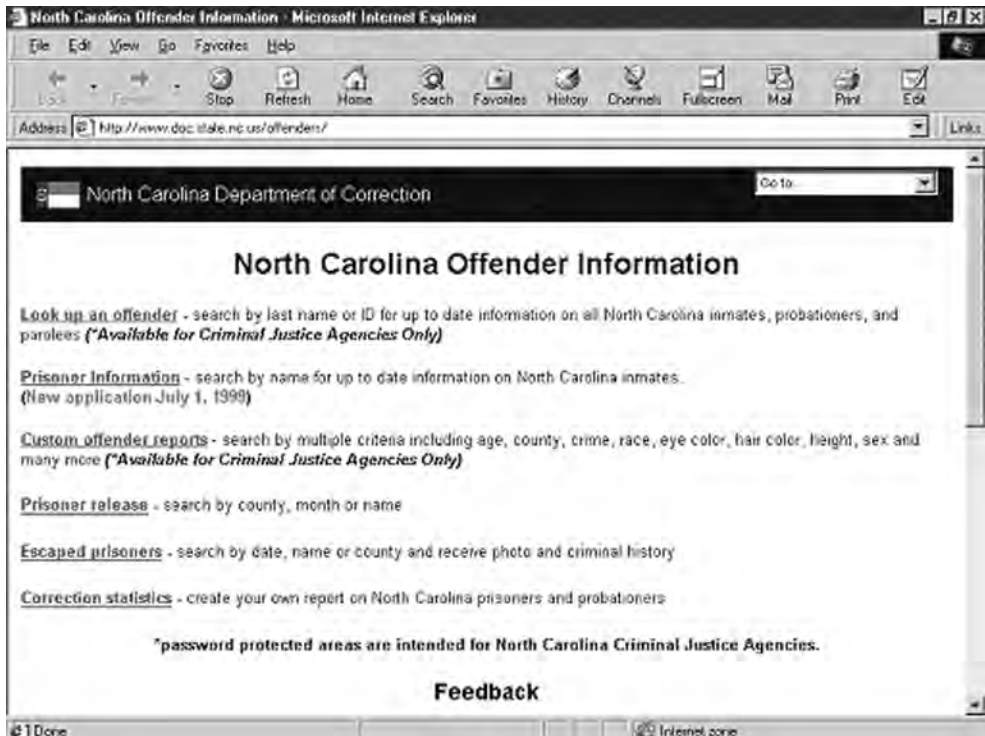 North Carolina Offender Information - Microsoft Internet Explorer
File Edit View Go Favorites Help
Back Forward Stop Refresh Home Search Favorites History Channels Fullscreen Mail Print Edit
Address http://www.doc.state.nc.us/offenders/ Links
North Carolina Department of Correction Go to
North Carolina Offender Information
Look up an offender - search by last name or ID for up to date information on all North Carolina inmates, probationers, and
parolees (*Available for Criminal Justice Agencies Only)
Prisoner Information - search by name for up to date information on North Carolina inmates.
(New application July 1, 1999)
Custom offender reports - search by multiple criteria including age, county, crime, race, eye color, hair color, height, sex and
many more (*Available for Criminal Justice Agencies Only)
Prisoner release - search by county, month or name
Escaped prisoners - search by date, name or county and receive photo and criminal history
Correction statistics - create your own report on North Carolina prisoners and probationers
*password protected areas are intended for North Carolina Criminal Justice Agencies.
Feedback
Done Internet zone